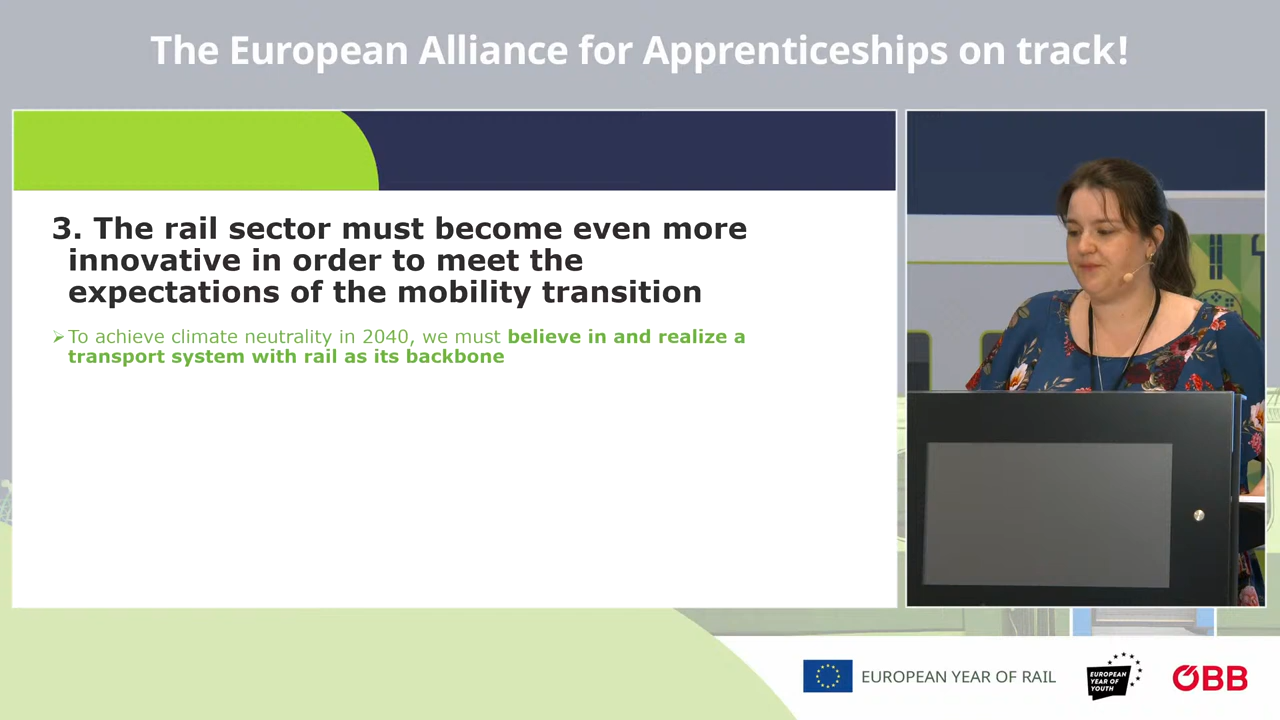 The European Alliance for Apprenticeships on track!
3. The rail sector must become even more
innovative in order to meet the
expectations of the mobility transition
➢To achieve climate neutrality in 2040, we must believe in and realize a
transport system with rail as its backbone
EUROPEAN YEAR OF RAIL
EUROPEAN
YEAR OF
YOUTH
ÖBB